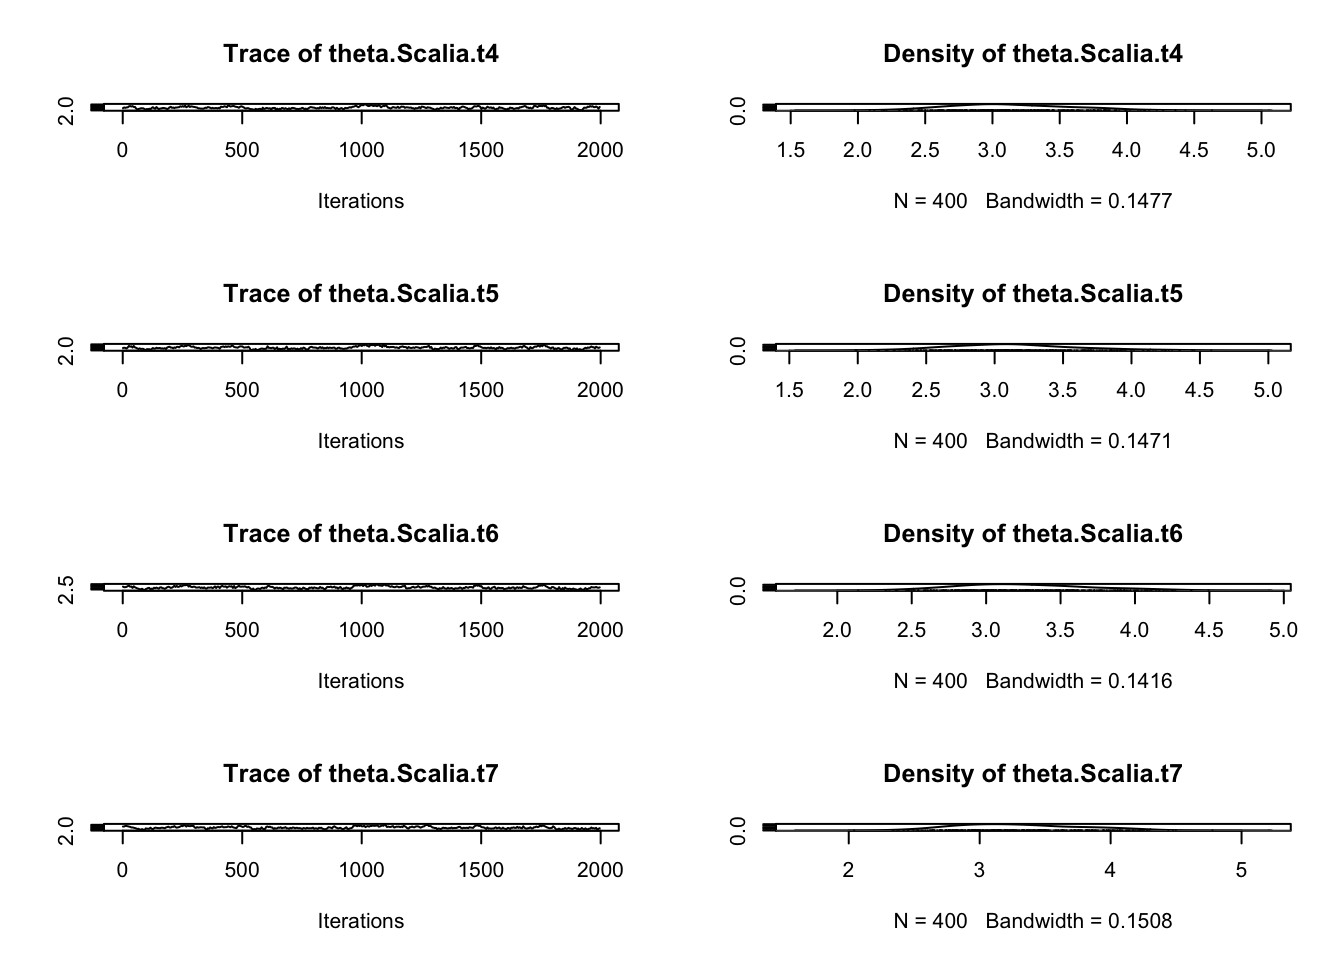 Trace of theta.Scalia.t4
2.0
0 500 1000 1500 2000
Iterations
Density of theta.Scalia.t4
0.0
1.5 2.0 2.5 3.0 3.5 4.0 4.5 5.0
N = 400 Bandwidth = 0.1477
Trace of theta.Scalia.t5
2.0
0 500 1000 1500 2000
Iterations
Density of theta.Scalia.t5
0.0
1.5 2.0 2.5 3.0 3.5 4.0 4.5 5.0
N = 400 Bandwidth = 0.1471
Trace of theta.Scalia.t6
2.5
0 500 1000 1500 2000
Iterations
Density of theta.Scalia.t6
0.0
2.0 2.5 3.0 3.5 4.0 4.5 5.0
N = 400 Bandwidth = 0.1416
Trace of theta.Scalia.t7
2.0
0 500 1000 1500 2000
Iterations
Density of theta.Scalia.t7
0.0
2 3 4 5
N = 400 Bandwidth = 0.1508